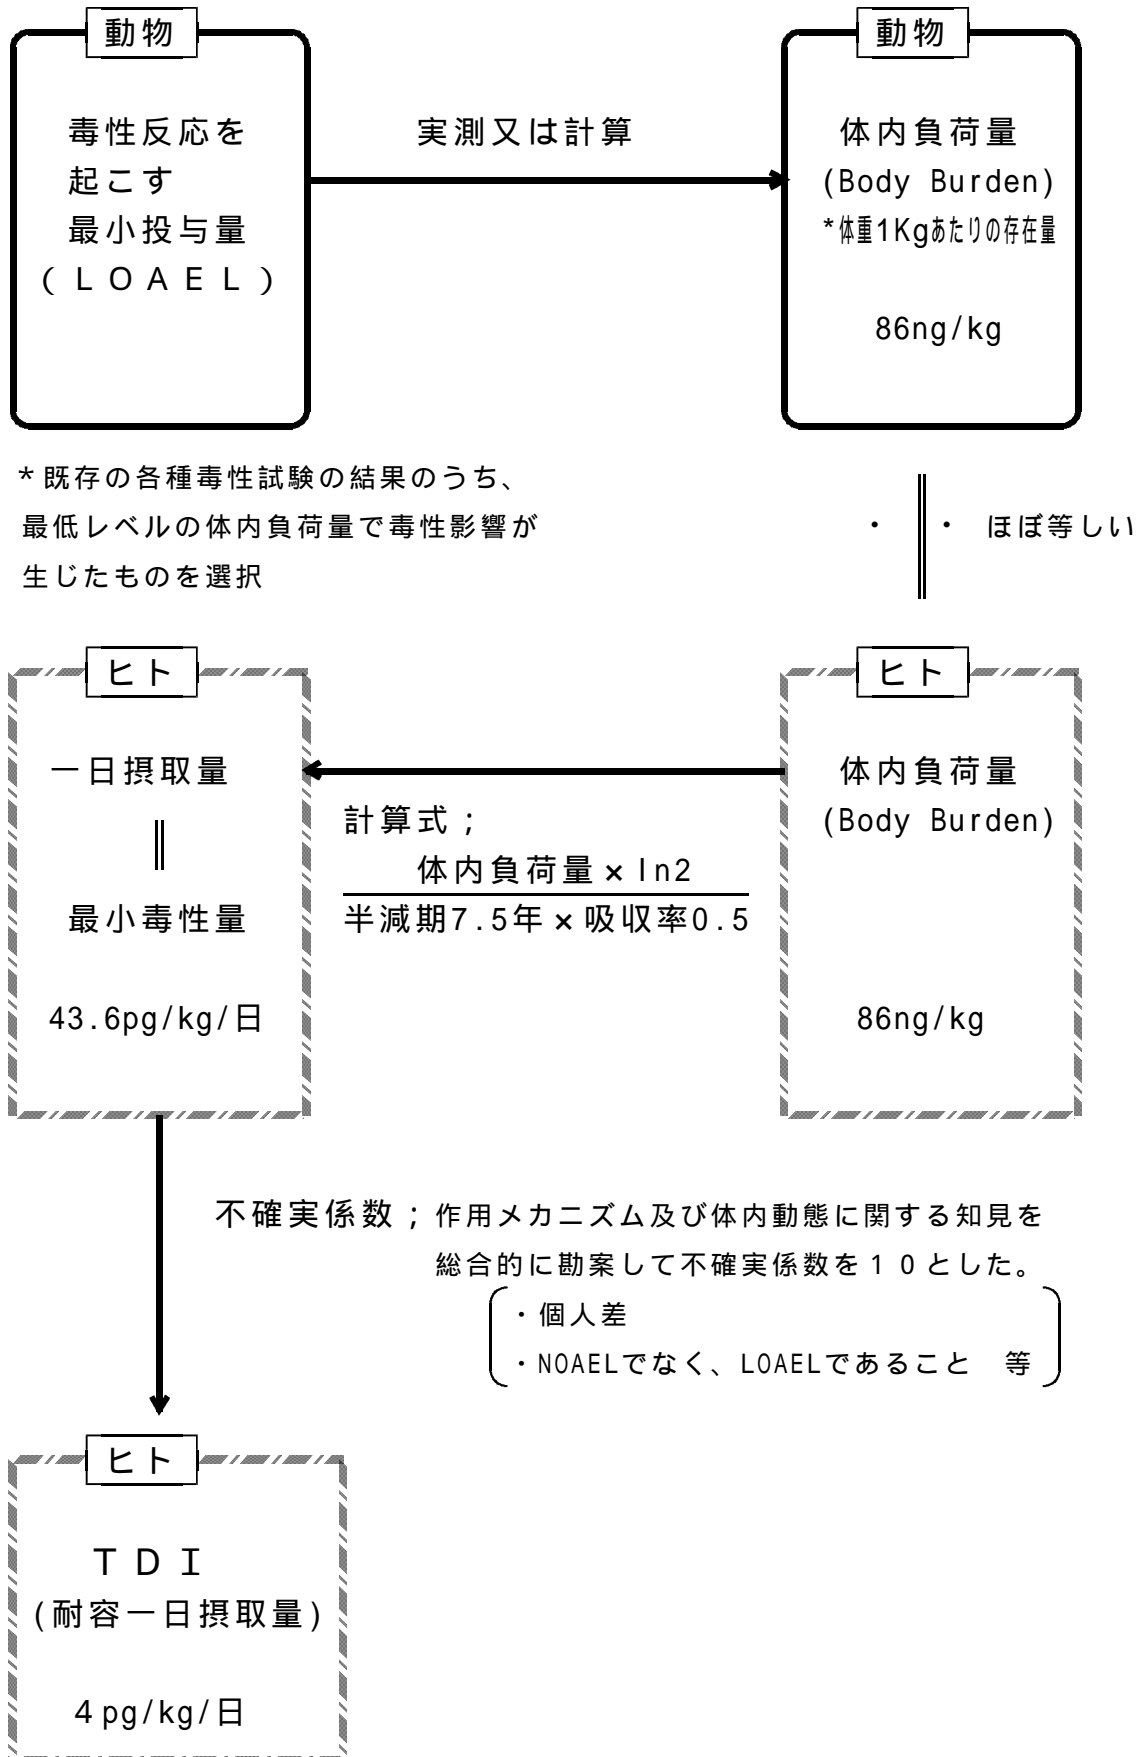 動物
毒性反応を
起こす
最小投与量
(ＬＯＡＥＬ)
実測又は計算
動物
体内負荷量
(Body Burden)
*体重1Kgあたりの存在量
86ng/kg
*既存の各種毒性試験の結果のうち、
最低レベルの体内負荷量で毒性影響が
生じたものを選択
・ ∥ ・ ほぼ等しい
ヒト
一日摂取量
∥
最小毒性量
43.6pg/kg/日
計算式；
体内負荷量×ln2
半減期7.5年×吸収率0.5
ヒト
体内負荷量
(Body Burden)
86ng/kg
不確実係数；作用メカニズム及び体内動態に関する知見を
総合的に勘案して不確実係数を１０とした。
・個人差
・NOAELでなく、LOAELであること　等
ヒト
ＴＤＩ
(耐容一日摂取量)
4pg/kg/日